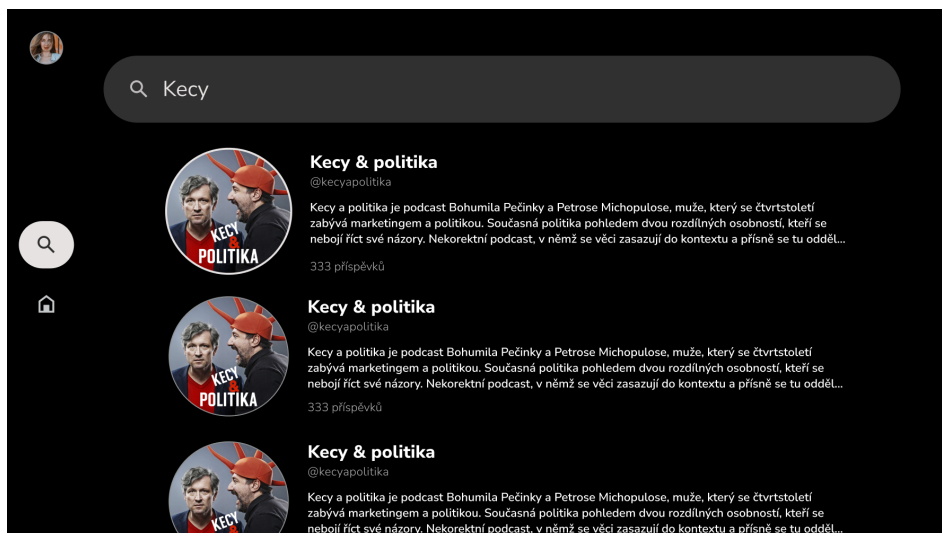 Kecy
Kecy & politika
@kecyapolitika
Kecy a politika je podcast Bohumila Pečinky a Petrose Michopulose, muže, který se čtvrtstoletí
zabývá marketingem a politikou. Současná politika pohledem dvou rozdílných osobností, kteří se
nebojí říct své názory. Nekorektní podcast, v němž se věci zasazují do kontextu a přísně se tu odděl...
333 příspěvků
KECY
&
POLITIKA
Kecy & politika
@kecyapolitika
Kecy a politika je podcast Bohumila Pečinky a Petrose Michopulose, muže, který se čtvrtstoletí
zabývá marketingem a politikou. Současná politika pohledem dvou rozdílných osobností, kteří se
nebojí říct své názory. Nekorektní podcast, v němž se věci zasazují do kontextu a přísně se tu odděl...
333 příspěvků
KECY
&
POLITIKA
Kecy & politika
@kecyapolitika
Kecy a politika je podcast Bohumila Pečinky a Petrose Michopulose, muže, který se čtvrtstoletí
zabývá marketingem a politikou. Současná politika pohledem dvou rozdílných osobností, kteří se
nebojí říct své názory. Nekorektní podcast, v němž se věci zasazují do kontextu a přísně se tu odděl...
KECY